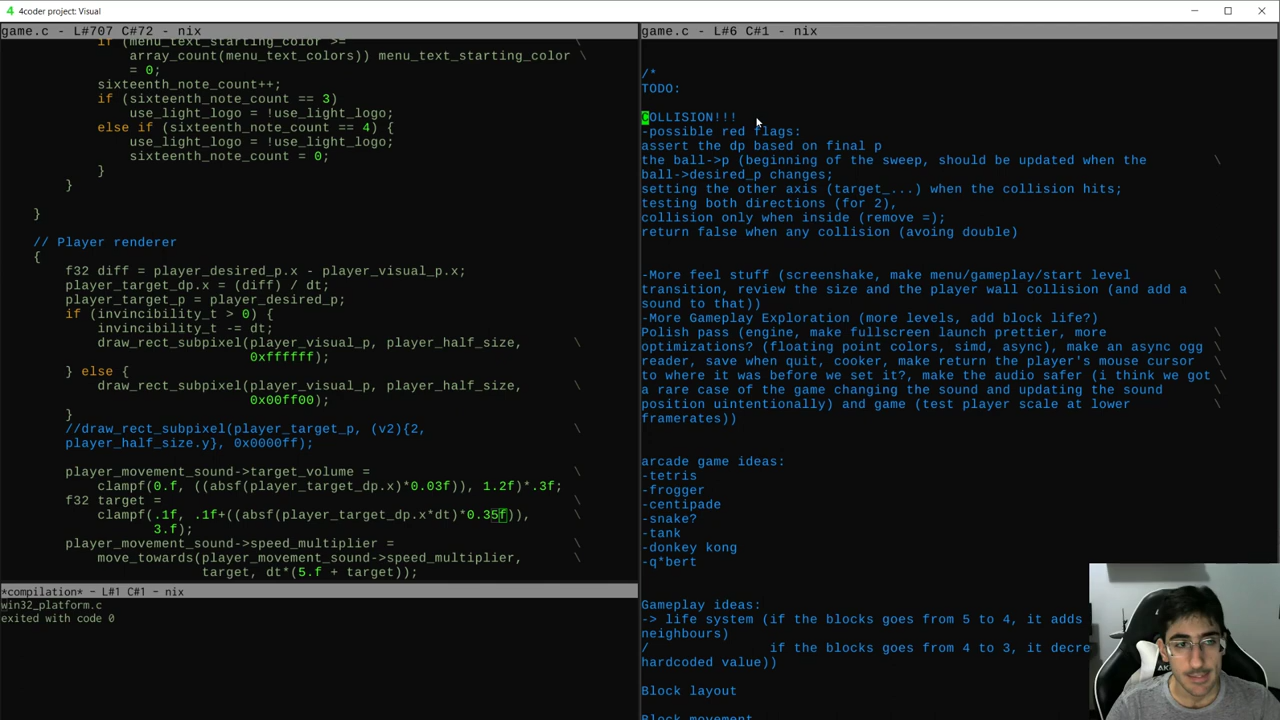 4coder project: Visual
game.c - L#707 C#72 - nix
if (menu_text_starting_color >= \
array_count(menu_text_colors)) menu_text_starting_color \
= 0;
sixteenth_note_count++;
if (sixteenth_note_count == 3)
use_light_logo = !use_light_logo;
else if (sixteenth_note_count == 4) {
use_light_logo = !use_light_logo;
sixteenth_note_count = 0;
}
}
}
// Player renderer
{
f32 diff = player_desired_p.x - player_visual_p.x;
player_target_dp.x = (diff) / dt;
player_target_p = player_desired_p;
if (invincibility_t > 0) {
invincibility_t -= dt;
draw_rect_subpixel(player_visual_p, player_half_size, \
0xffffff);
} else {
draw_rect_subpixel(player_visual_p, player_half_size, \
0x00ff00);
}
//draw_rect_subpixel(player_target_p, (v2){2, \
player_half_size.y}, 0x0000ff);
player_movement_sound->target_volume = \
clampf(0.f, ((absf(player_target_dp.x)*0.03f)), 1.2f)*.3f;
f32 target = \
clampf(.1f, .1f+((absf(player_target_dp.x*dt)*0.35f)), \
3.f);
player_movement_sound->speed_multiplier = \
move_towards(player_movement_sound->speed_multiplier, \
target, dt*(5.f + target));
*compilation* - L#1 C#1 - nix
win32_platform.c
exited with code 0
game.c - L#6 C#1 - nix
/*
TODO:
COLLISION!!!
-possible red flags:
assert the dp based on final p
the ball->p (beginning of the sweep, should be updated when the \
ball->desired_p changes;
setting the other axis (target_...) when the collision hits;
testing both directions (for 2),
collision only when inside (remove =);
return false when any collision (avoing double)
-More feel stuff (screenshake, make menu/gameplay/start level \
transition, review the size and the player wall collision (and add a \
sound to that))
-More Gameplay Exploration (more levels, add block life?)
Polish pass (engine, make fullscreen launch prettier, more \
optimizations? (floating point colors, simd, async), make an async ogg \
reader, save when quit, cooker, make return the player's mouse cursor \
to where it was before we set it?, make the audio safer (i think we got \
a rare case of the game changing the sound and updating the sound \
position uintentionally) and game (test player scale at lower \
framerates))
arcade game ideas:
-tetris
-frogger
-centipade
-snake?
-tank
-donkey kong
-q*bert
Gameplay ideas:
-> life system (if the blocks goes from 5 to 4, it adds
neighbours)
/ if the blocks goes from 4 to 3, it decre
hardcoded value))
Block layout
Block movement